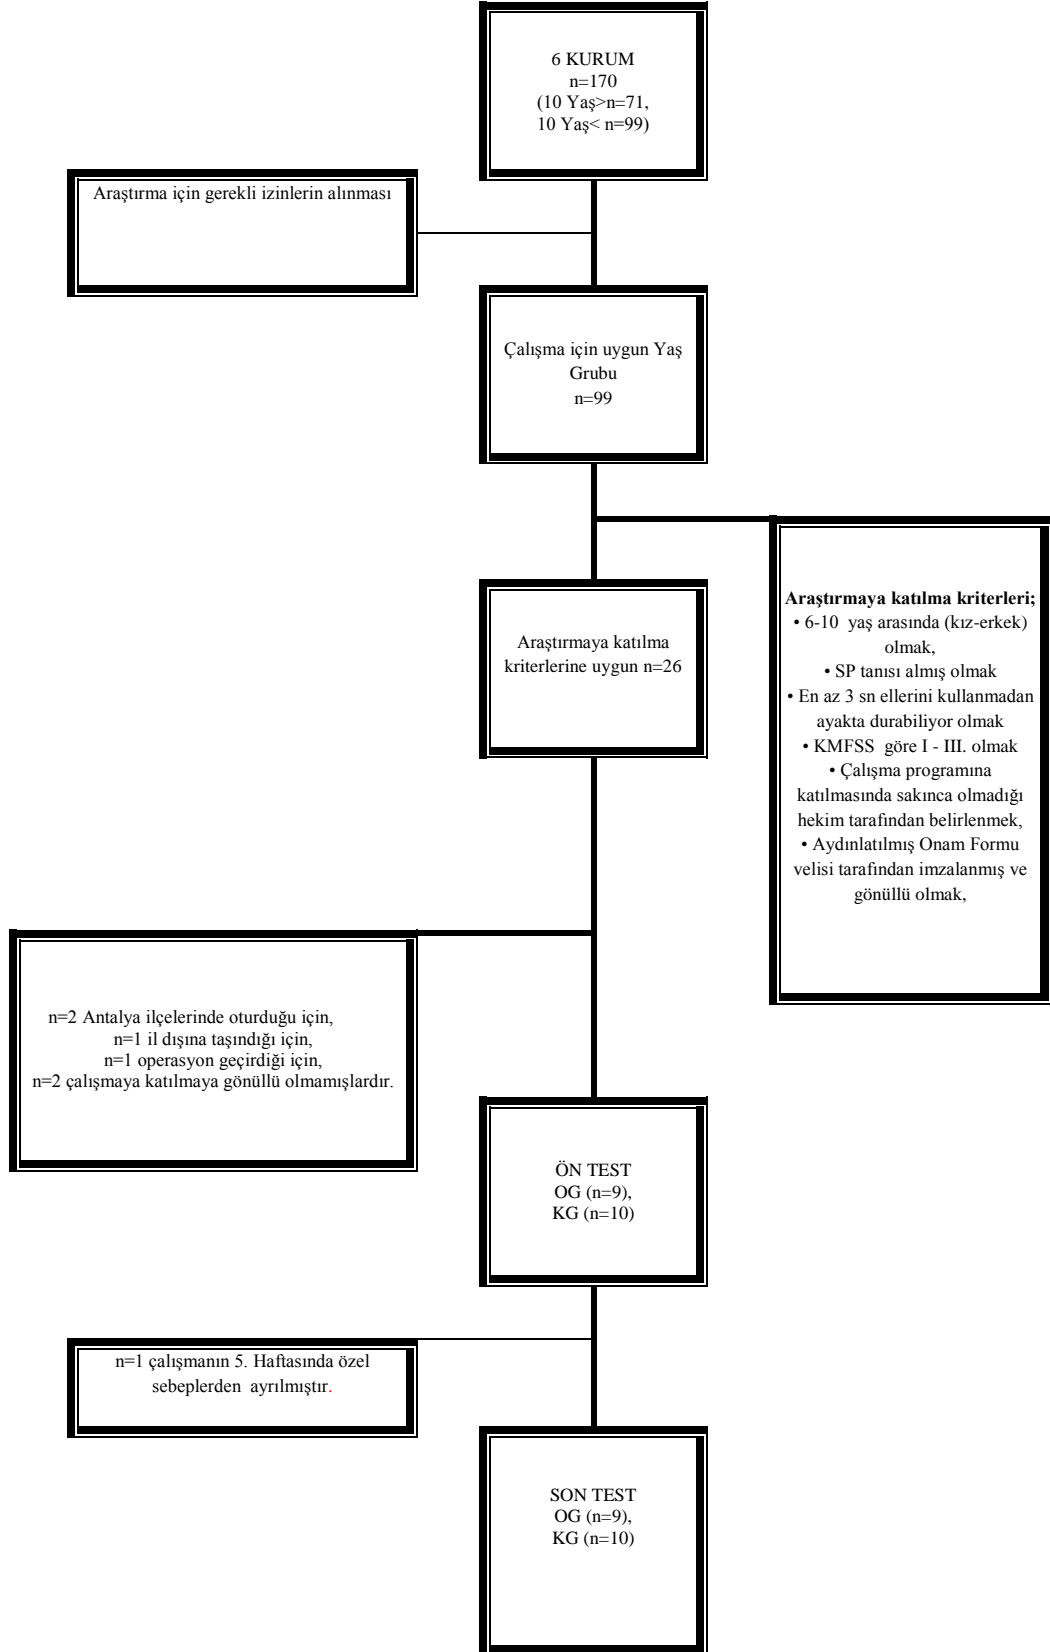 6 KURUM
n=170
(10 Yaş>n=71,
10 Yaş< n=99)
Araştırma için gerekli izinlerin alınması
Çalışma için uygun Yaş
Grubu
n=99
Araştırmaya katılma kriterleri;
• 6-10 yaş arasında (kız-erkek)
olmak,
• SP tanısı almış olmak
• En az 3 sn ellerini kullanmadan
ayakta durabiliyor olmak
• KMFSS göre I - III. olmak
• Çalışma programına
katılmasında sakınca olmadığı
hekim tarafından belirlenmek,
• Aydınlatılmış Onam Formu
velisi tarafından imzalanmış ve
gönüllü olmak,
Araştırmaya katılma
kriterlerine uygun n=26
n=2 Antalya ilçelerinde oturduğu için,
n=1 il dışına taşındığı için,
n=1 operasyon geçirdiği için,
n=2 çalışmaya katılmaya gönüllü olmamışlardır.
ÖN TEST
OG (n=9),
KG (n=10)
n=1 çalışmanın 5. Haftasında özel
sebeplerden ayrılmıştır.
SON TEST
OG (n=9),
KG (n=10)